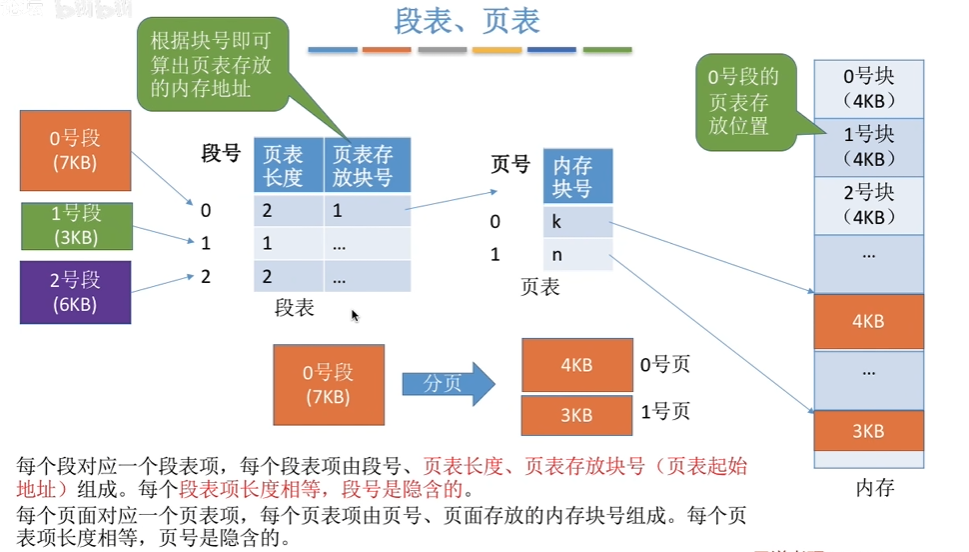 bilibili
段表、页表
根据块号即可
算出页表存放
的内存地址
0号段
(7KB)
1号段
(3KB)
2号段
(6KB)
段号
页表
长度
页表存
放块号
0
2
1
1
1
...
2
2
...
段表
页号
内存
块号
0
k
1
n
页表
0号段的
页表存
放位置
0号块
（4KB）
1号块
（4KB）
2号块
（4KB）
...
4KB
...
3KB
内存
0号段
(7KB)
分页
4KB
0号页
3KB
1号页
每个段对应一个段表项，每个段表项由段号、页表长度、页表存放块号（页表起始
地址）组成。每个段表项长度相等，段号是隐含的。
每个页面对应一个页表项，每个页表项由页号、页面存放的内存块号组成。每个页
表项长度相等，页号是隐含的。